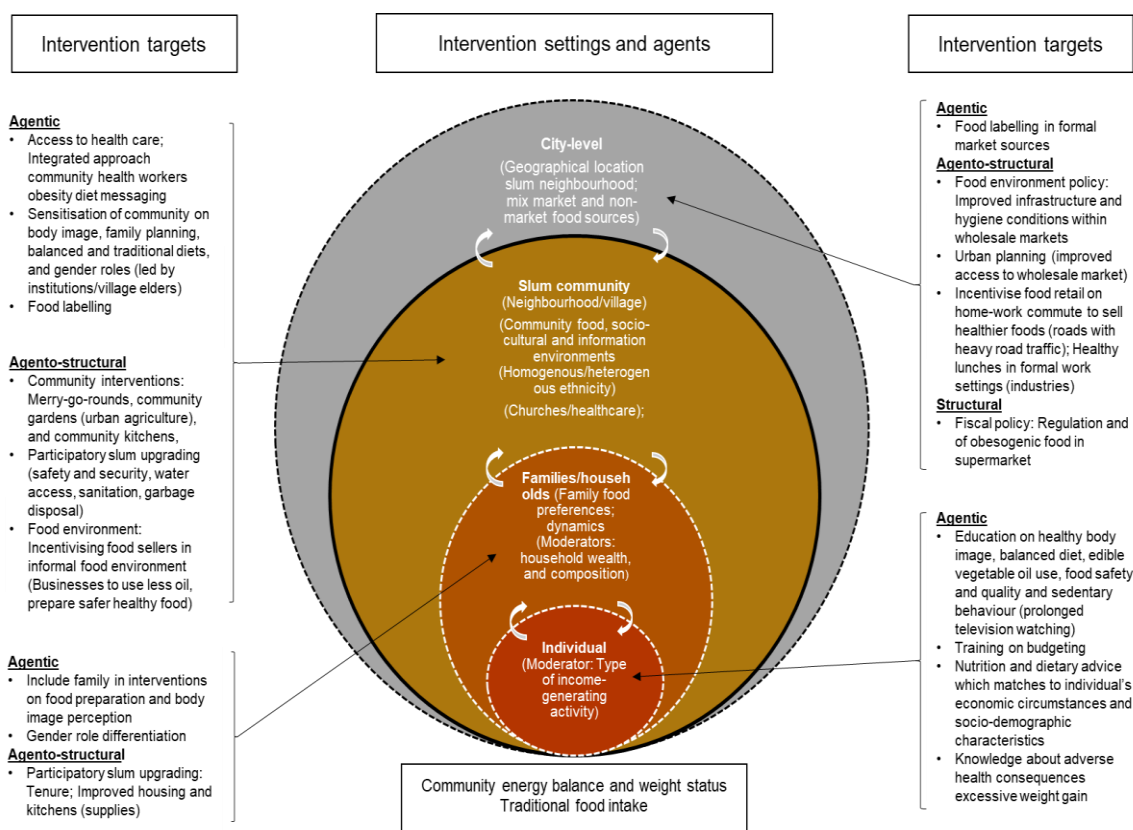 Intervention targets
Intervention settings and agents
Intervention targets
Agentic
• Access to health care;
Integrated approach
community health workers
obesity diet messaging
• Sensitisation of community on
body image, family planning,
balanced and traditional diets,
and gender roles (led by
institutions/village elders)
• Food labelling
Agento-structural
• Community interventions:
Merry-go-rounds, community
gardens (urban agriculture),
and community kitchens,
• Participatory slum upgrading
(safety and security, water
access, sanitation, garbage
disposal)
• Food environment:
Incentivising food sellers in
informal food environment
(Businesses to use less oil,
prepare safer healthy food)
Agentic
• Include family in interventions
on food preparation and body
image perception
• Gender role differentiation
Agento-structural
• Participatory slum upgrading:
Tenure; Improved housing and
kitchens (supplies)
City-level
(Geographical location
slum neighbourhood;
mix market and non-
market food sources)
Slum community
(Neighbourhood/village)
(Community food, socio-
cultural and information
environments
(Homogenous/heterogen
ous ethnicity)
(Churches/healthcare);
Families/househ
olds (Family food
preferences;
dynamics
(Moderators:
household wealth,
and composition)
Individual
(Moderator: Type
of income-
generating
activity)
Community energy balance and weight status
Traditional food intake
Agentic
• Food labelling in formal
market sources
Agento-structural
• Food environment policy:
Improved infrastructure and
hygiene conditions within
wholesale markets
• Urban planning (improved
access to wholesale market)
• Incentivise food retail on
home-work commute to sell
healthier foods (roads with
heavy road traffic); Healthy
lunches in formal work
settings (industries)
Structural
• Fiscal policy: Regulation and
of obesogenic food in
supermarket
Agentic
• Education on healthy body
image, balanced diet, edible
vegetable oil use, food safety
and quality and sedentary
behaviour (prolonged
television watching)
• Training on budgeting
• Nutrition and dietary advice
which matches to individual's
economic circumstances and
socio-demographic
characteristics
• Knowledge about adverse
health consequences
excessive weight gain